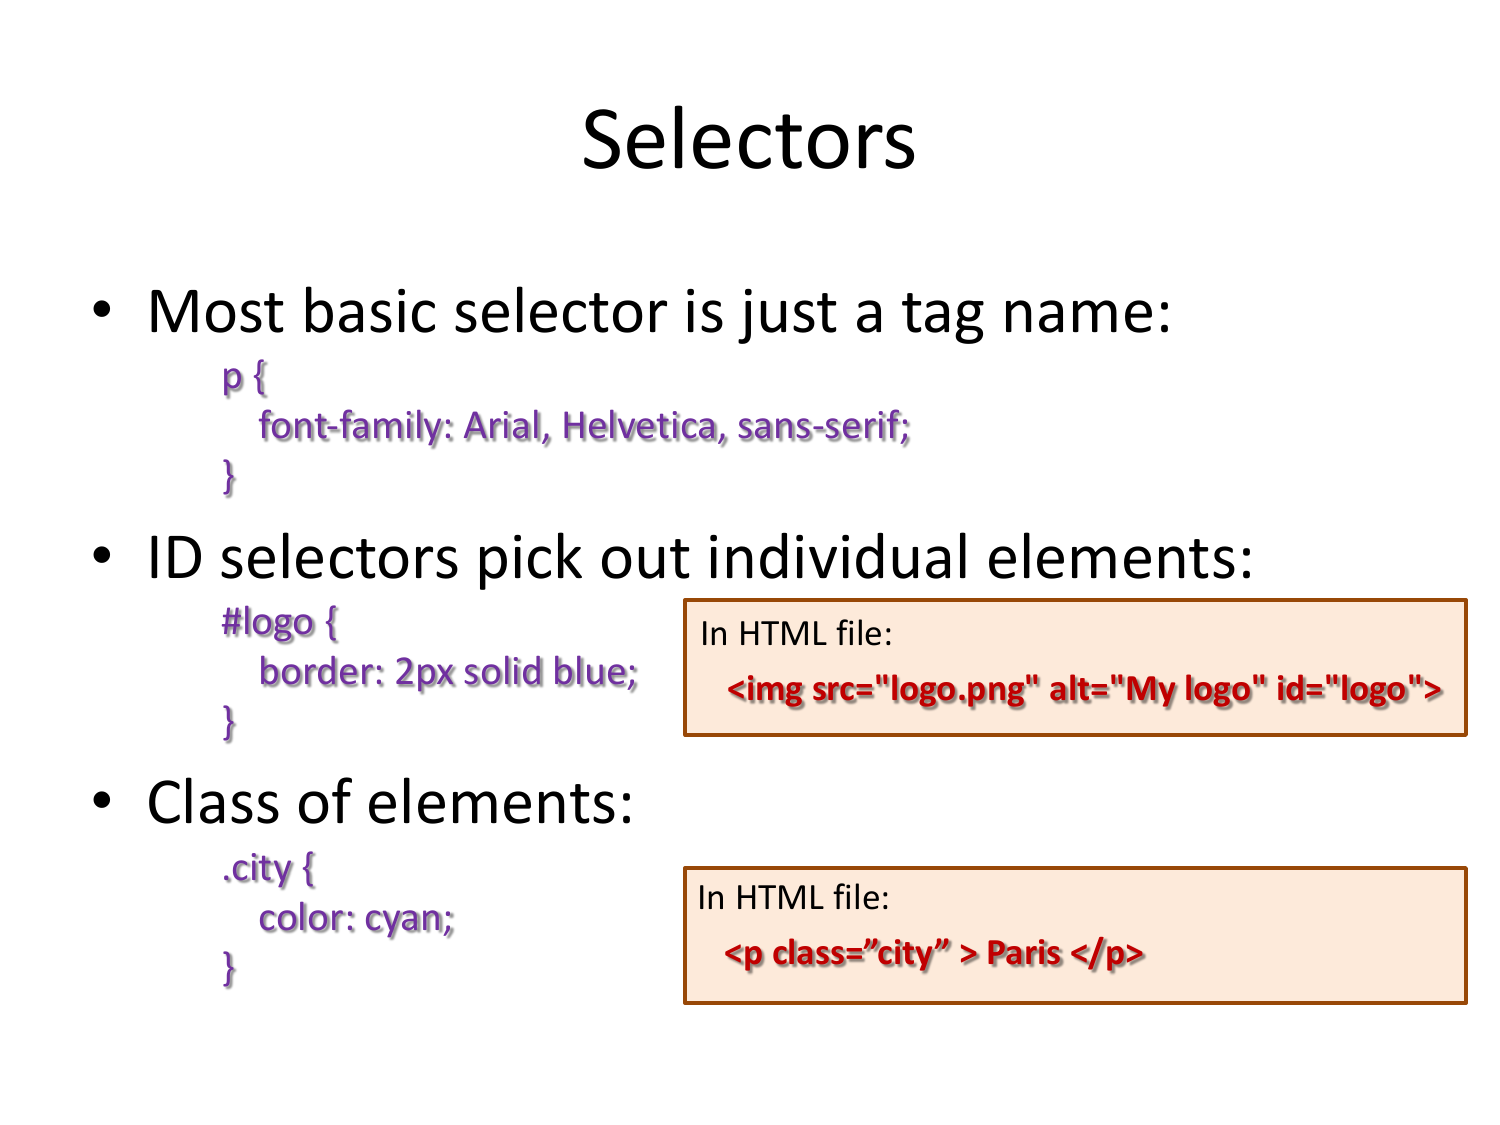 Selectors
• Most basic selector is just a tag name:
p {
font-family: Arial, Helvetica, sans-serif;
}
• ID selectors pick out individual elements:
#logo {
border: 2px solid blue;
}
In HTML file:
<img src="logo.png" alt="My logo" id="logo">
• Class of elements:
.city {
color: cyan;
}
In HTML file:
<p class=”city” > Paris </p>